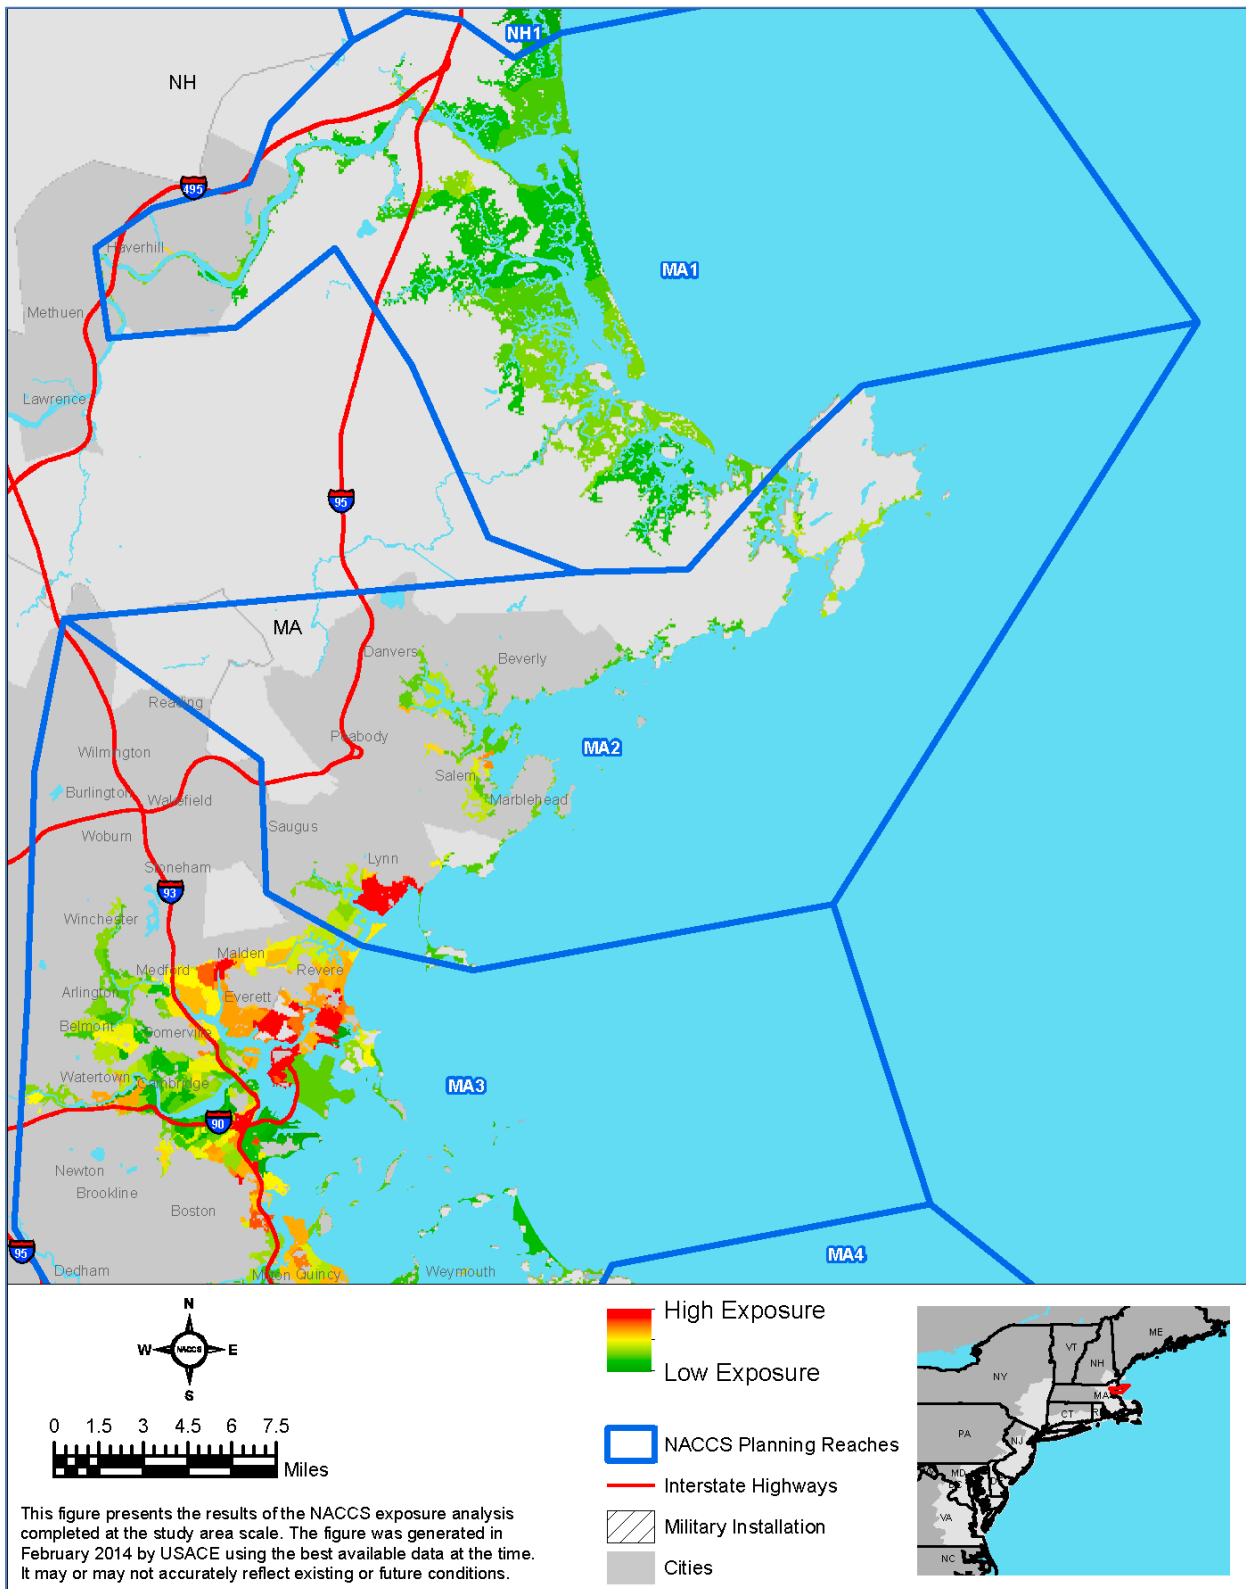 NH1
NH
495
Haverhill
MA1
Methuen
Lawrence
95
MA
Danvers
Beverly
Reading
Peabody
MA2
Wilmington
Salem
Burlington
Wakefield
Marblehead
Saugus
Woburn
Lynn
Stoneham
93
Winchester
Malden
Medford
Revere
Arlington
Everett
Belmont
Somerville
Watertown
Cambridge
MA3
90
Newton
Brookline
Boston
95
MA4
Dedham
Milton
Quincy
Weymouth
N
W
NACCS
E
S
0 1.5 3 4.5 6 7.5
Miles
This figure presents the results of the NACCS exposure analysis
completed at the study area scale. The figure was generated in
February 2014 by USACE using the best available data at the time.
It may or may not accurately reflect existing or future conditions.
High Exposure
Low Exposure
NACCS Planning Reaches
Interstate Highways
Military Installation
Cities
ME
VT
NH
NY
MA
CT
PA
NJ
MD
VA
NC